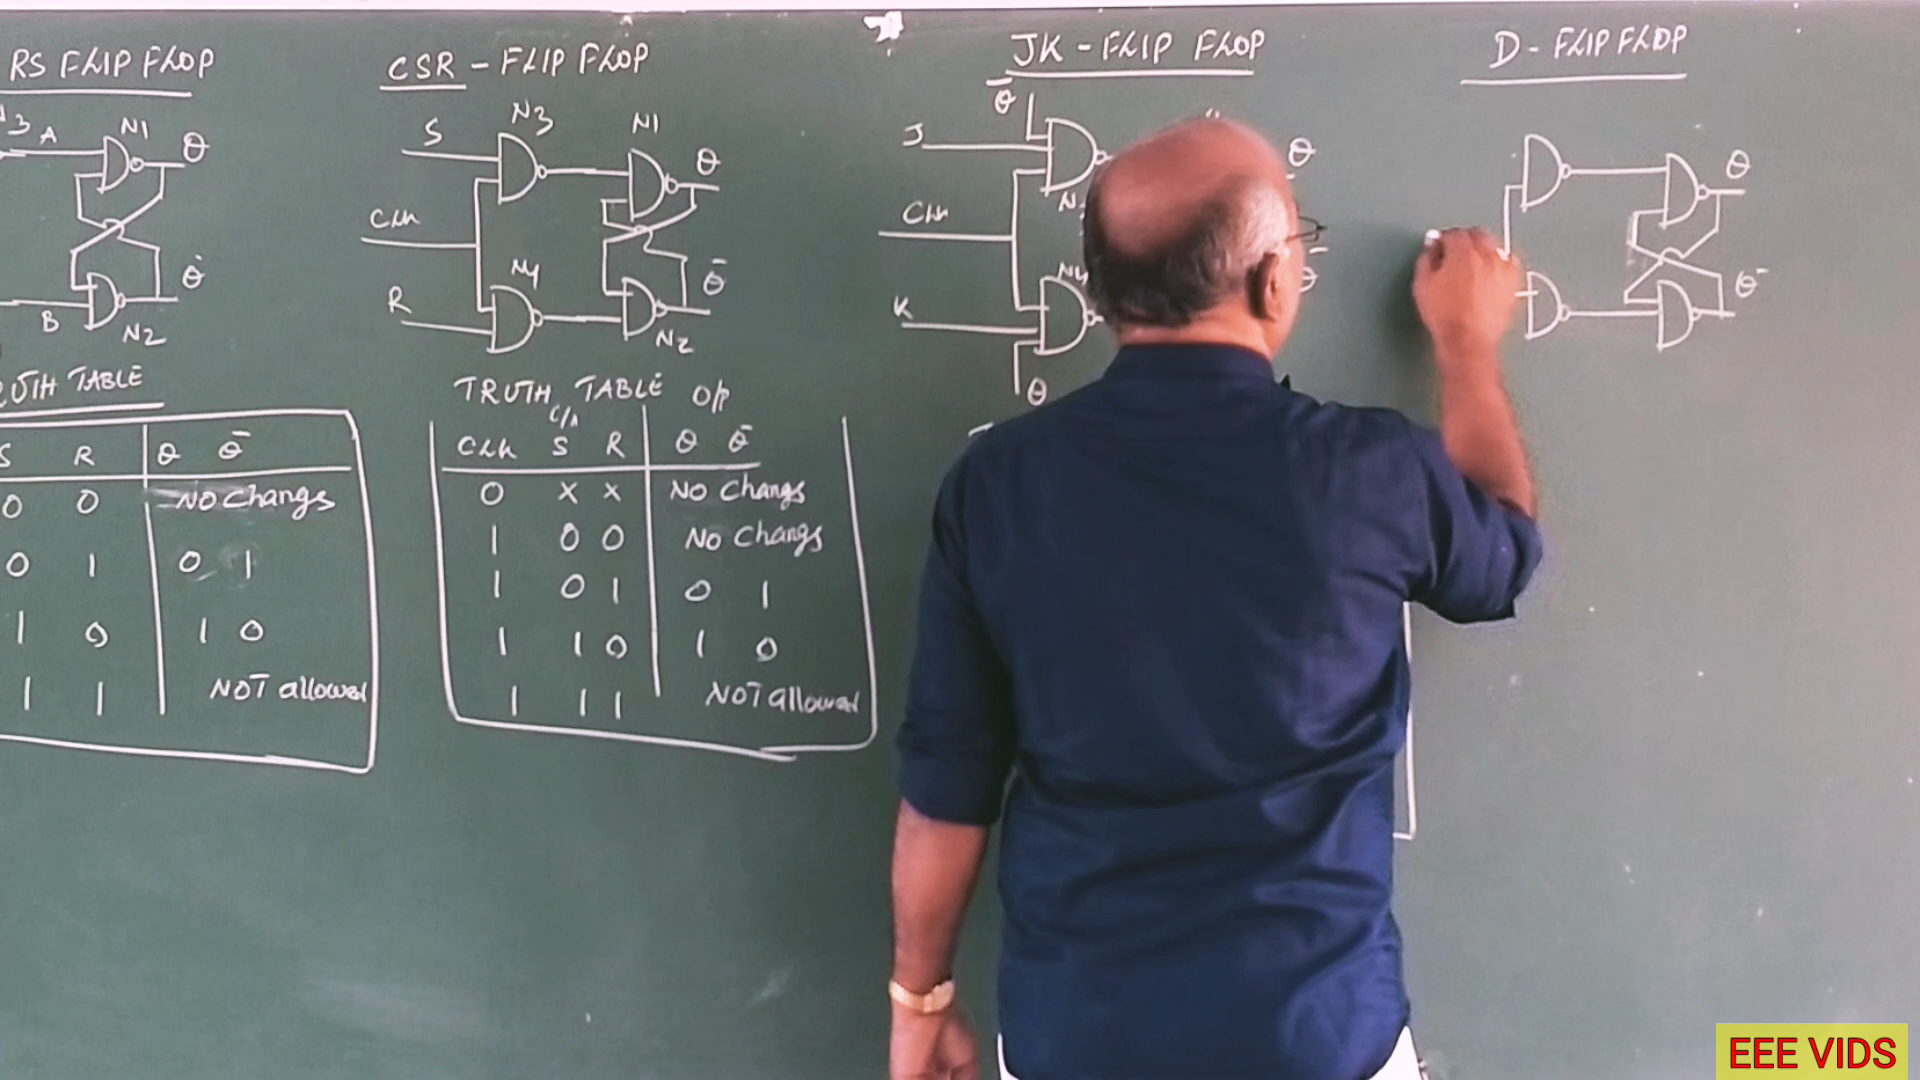 RS FLIP FLOP
N3 A N1 Q
Q̄
B N2
TRUTH TABLE
S R Q Q̄
0 0 NO Change
0 1 0 1
1 0 1 0
1 1 NOT allowed
CSR - FLIP FLOP
S N3 N1 Q
Clk
R N4 Q̄
N2
TRUTH TABLE O/P
Clk S R Q Q̄
0 X X NO Change
1 0 0 NO Change
1 0 1 0 1
1 1 0 1 0
1 1 1 NOT allowed
JK - FLIP FLOP
Q̄
J Q
Clk
K N4 Q̄
Q
D - FLIP FLOP
Q
Q̄
EEE VIDS